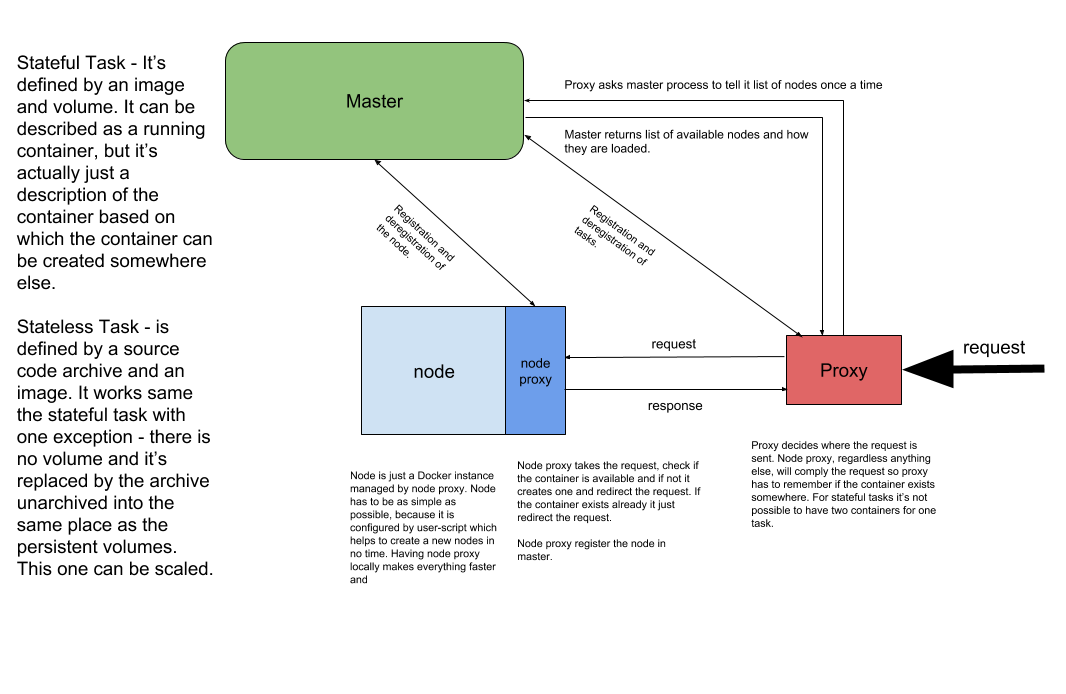 Stateful Task - It's
defined by an image
and volume. It can be
described as a running
container, but it's
actually just a
description of the
container based on
which the container can
be created somewhere
else.
Stateless Task - is
defined by a source
code archive and an
image. It works same
the stateful task with
one exception - there is
no volume and it's
replaced by the archive
unarchived into the
same place as the
persistent volumes.
This one can be scaled.
Master
Proxy asks master process to tell it list of nodes once a time
Master returns list of available nodes and how
they are loaded.
Registration and
deregistration of
the node.
Registration and
deregistration of
tasks.
node
node
proxy
request
response
Proxy
request
Node is just a Docker instance
managed by node proxy. Node
has to be as simple as
possible, because it is
configured by user-script which
helps to create a new nodes in
no time. Having node proxy
locally makes everything faster
and
Node proxy takes the request, check if
the container is available and if not it
creates one and redirect the request. If
the container exists already it just
redirect the request.
Node proxy register the node in
master.
Proxy decides where the request is
sent. Node proxy, regardless anything
else, will comply the request so proxy
has to remember if the container exists
somewhere. For stateful tasks it's not
possible to have two containers for one
task.